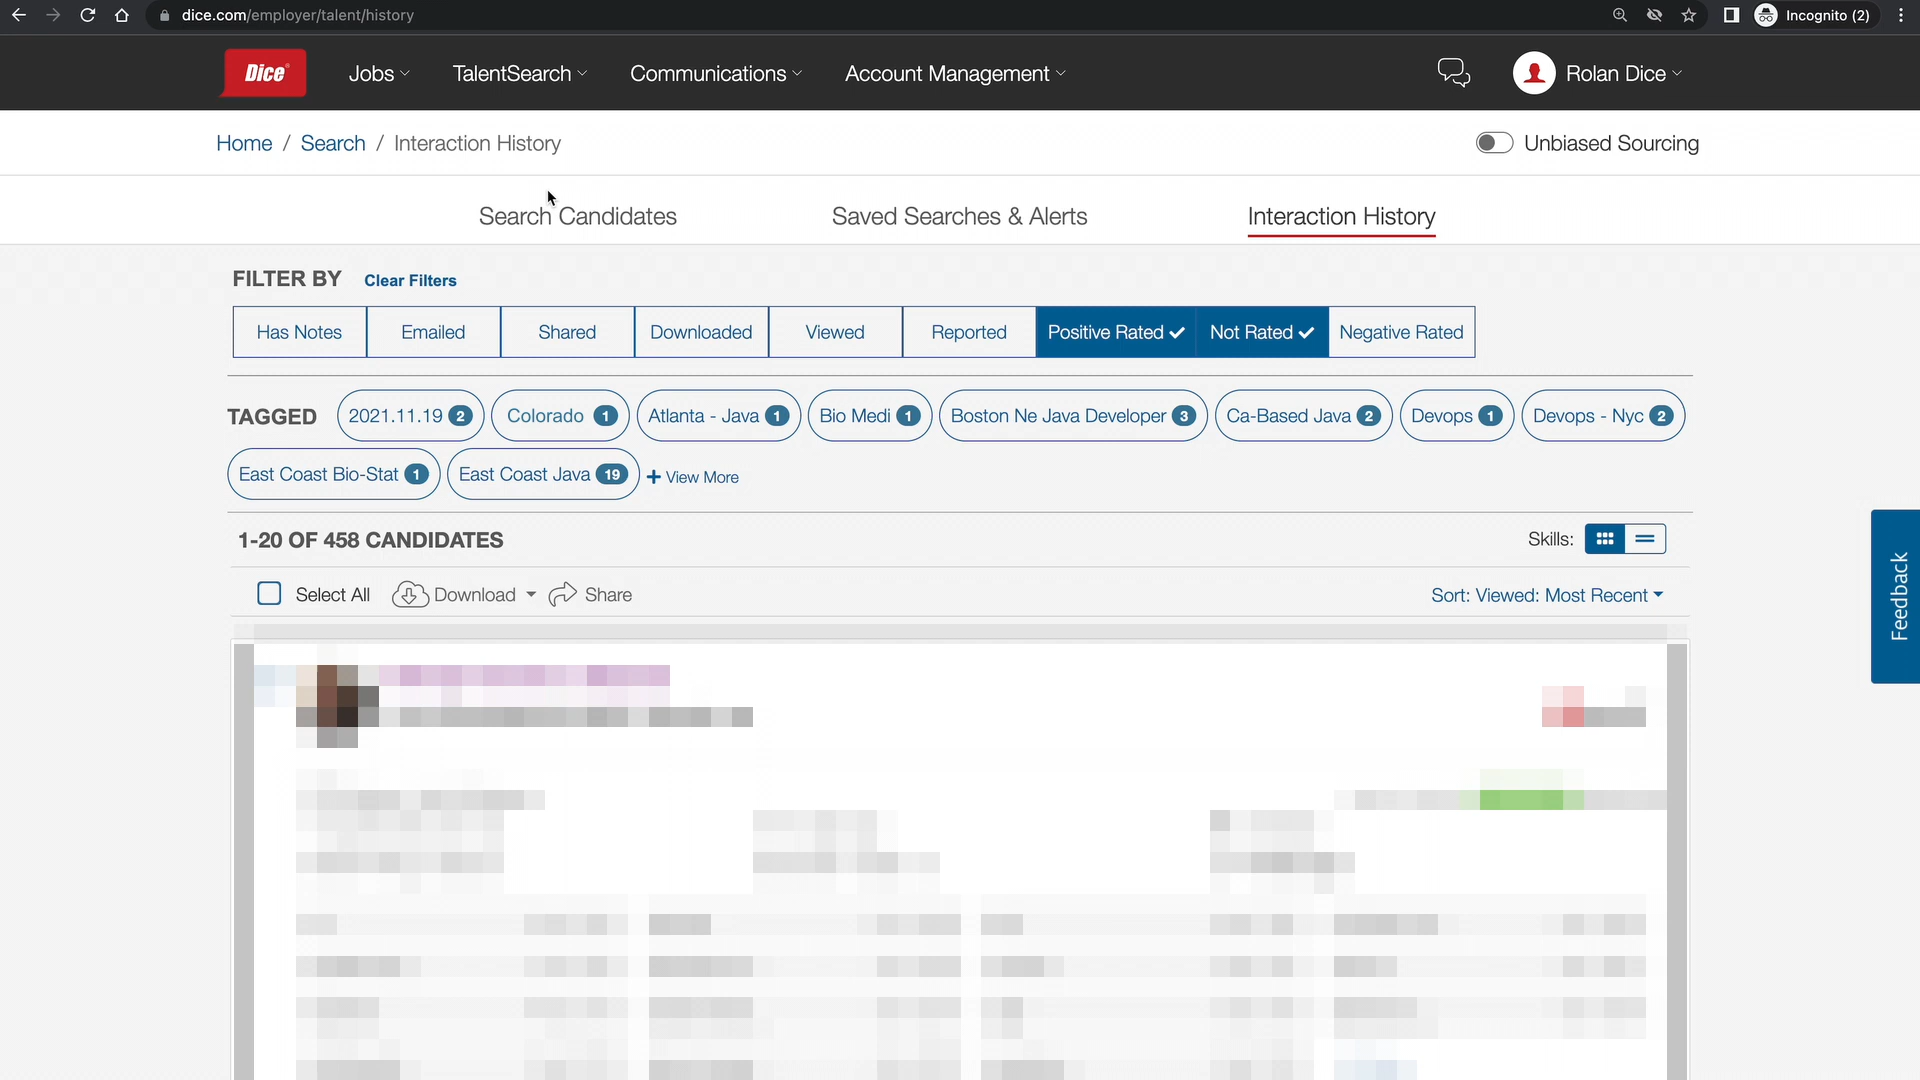 dice.com/employer/talent/history
Incognito (2)
Dice
Jobs
TalentSearch
Communications
Account Management
Rolan Dice
Home / Search / Interaction History
Unbiased Sourcing
Search Candidates
Saved Searches & Alerts
Interaction History
FILTER BY
Clear Filters
Has Notes
Emailed
Shared
Downloaded
Viewed
Reported
Positive Rated
Not Rated
Negative Rated
TAGGED
2021.11.19 2
Colorado 1
Atlanta - Java 1
Bio Medi 1
Boston Ne Java Developer 3
Ca-Based Java 2
Devops 1
Devops - Nyc 2
East Coast Bio-Stat 1
East Coast Java 19
+ View More
1-20 OF 458 CANDIDATES
Skills:
Select All
Download
Share
Sort: Viewed: Most Recent
Feedback